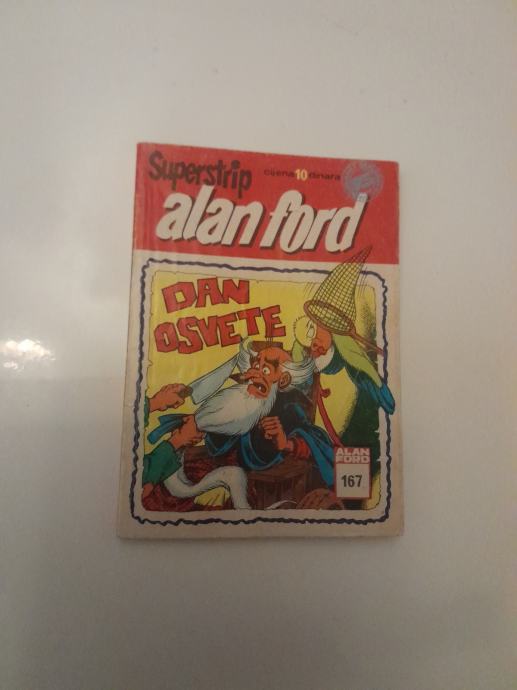 Superstrip
cijena 10 dinara
alan ford
DAN
OSVETE
ALAN
FORD
167